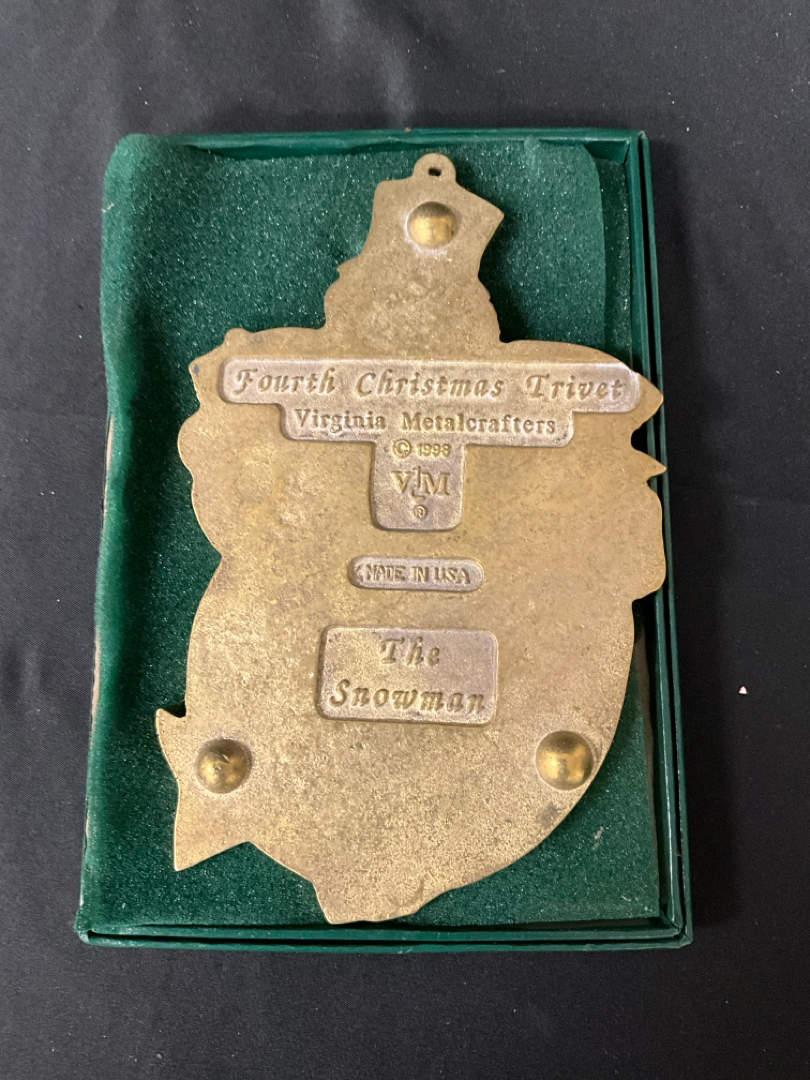 Fourth Christmas Trivet
Virginia Metalcrafters
© 1998
VM
®
MADE IN USA
The
Snowman